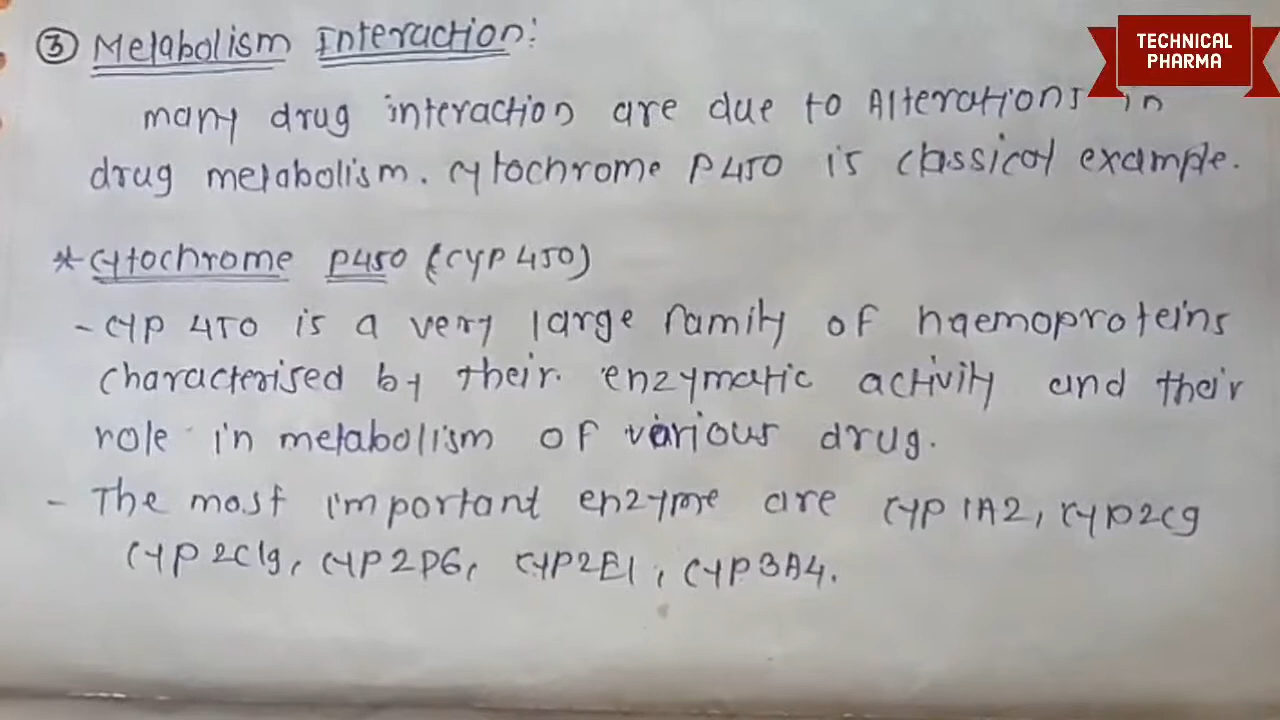 ③ Metabolism Interaction:
many drug interaction are due to Alterations in
drug metabolism. Cytochrome P450 is classical example.
* Cytochrome P450 (CYP 450)
- CYP 450 is a very large family of haemoproteins
characterised by their enzymatic activity and their
role in metabolism of various drug.
- The most important enzyme are CYP 1A2, CYP2C9
CYP 2C19, CYP2D6, CYP2E1, CYP3A4.
TECHNICAL
PHARMA